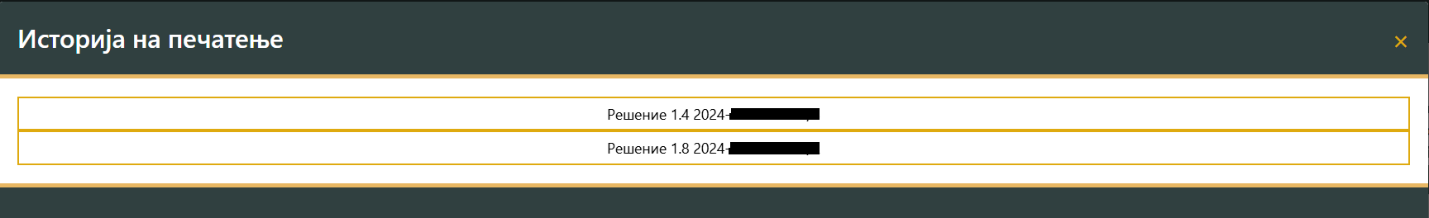 Историја на печатење
×
Решение 1.4 2024-
Решение 1.8 2024-